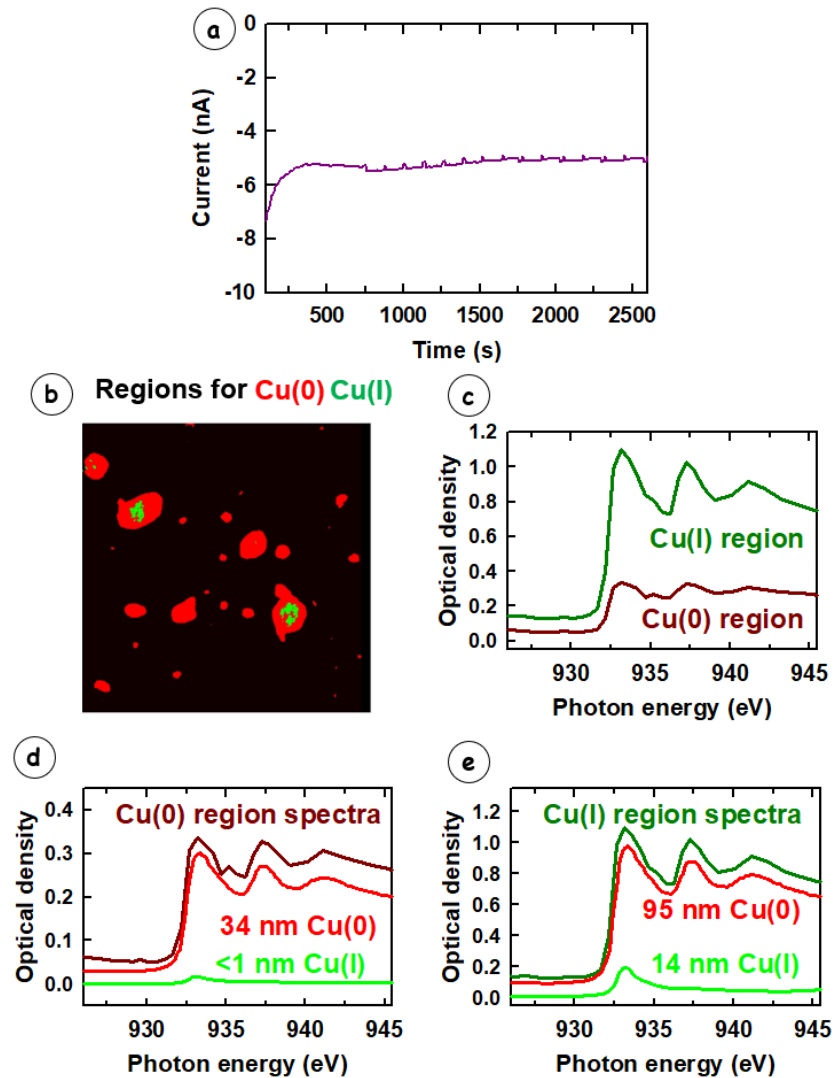 a
0
-2
-4
-6
-8
-10
Current (nA)
500 1000 1500 2000 2500
Time (s)
b Regions for Cu(0) Cu(I)
c
1.2
1.0
0.8
0.6
0.4
0.2
0.0
Optical density
Cu(I) region
Cu(0) region
930 935 940 945
Photon energy (eV)
d
0.4
0.3
0.2
0.1
0.0
Optical density
Cu(0) region spectra
34 nm Cu(0)
<1 nm Cu(I)
930 935 940 945
Photon energy (eV)
e
1.2
1.0
0.8
0.6
0.4
0.2
0.0
Optical density
Cu(I) region spectra
95 nm Cu(0)
14 nm Cu(I)
930 935 940 945
Photon energy (eV)